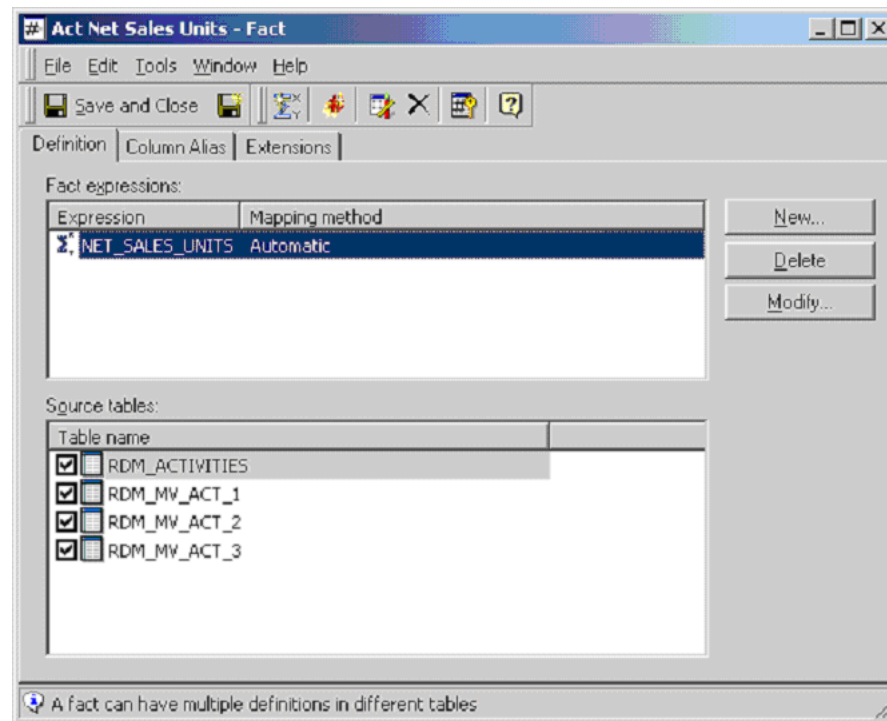 Act Net Sales Units - Fact
File Edit Tools Window Help
Save and Close
Definition Column Alias Extensions
Fact expressions:
Expression Mapping method
NET_SALES_UNITS Automatic
New...
Delete
Modify...
Source tables:
Table name
RDM_ACTIVITIES
RDM_MV_ACT_1
RDM_MV_ACT_2
RDM_MV_ACT_3
A fact can have multiple definitions in different tables